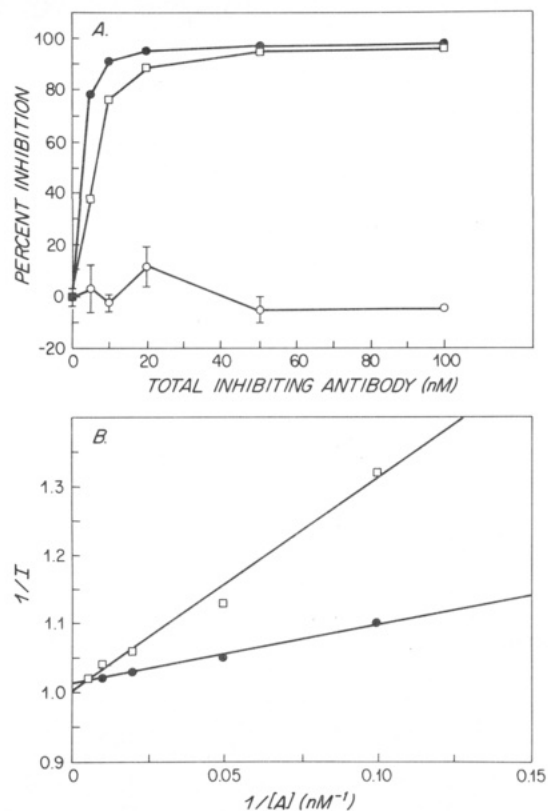 A.
100
80
60
40
20
0
-20
PERCENT INHIBITION
0 20 40 60 80 100
TOTAL INHIBITING ANTIBODY (nM)
B.
1.3
1.2
1.1
1.0
0.9
1/I
0 0.05 0.10 0.15
1/[A] (nM⁻¹)